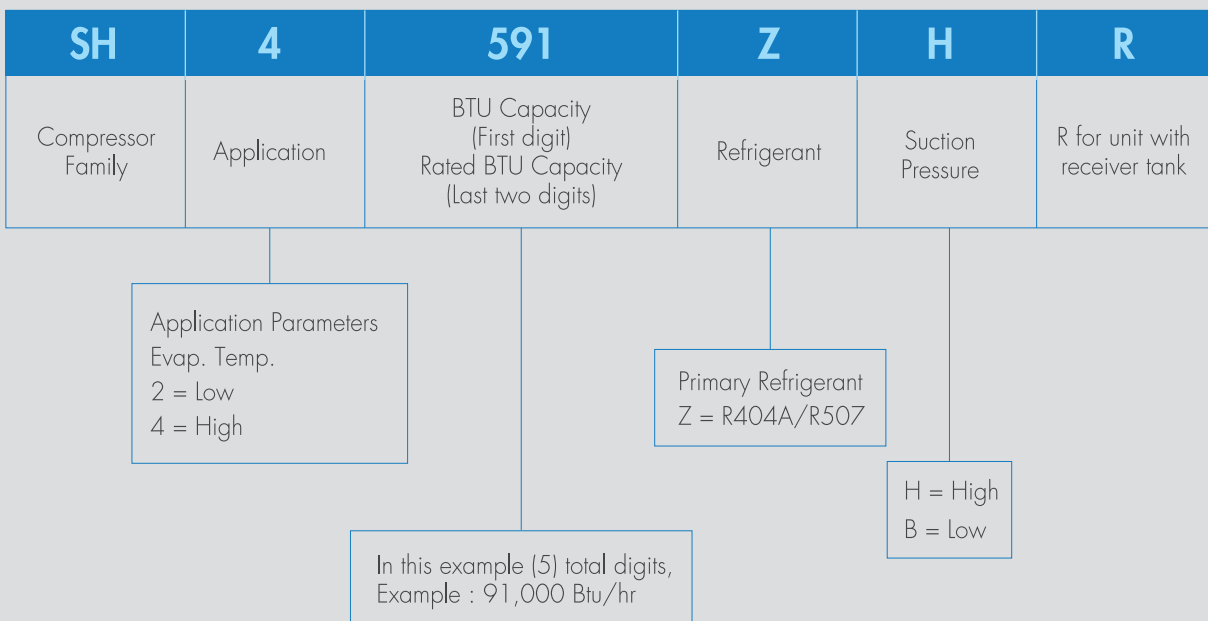 SH 4 591 Z H R
Compressor
Family
Application
BTU Capacity
(First digit)
Rated BTU Capacity
(Last two digits)
Refrigerant
Suction
Pressure
R for unit with
receiver tank
Application Parameters
Evap. Temp.
2 = Low
4 = High
Primary Refrigerant
Z = R404A/R507
H = High
B = Low
In this example (5) total digits,
Example : 91,000 Btu/hr